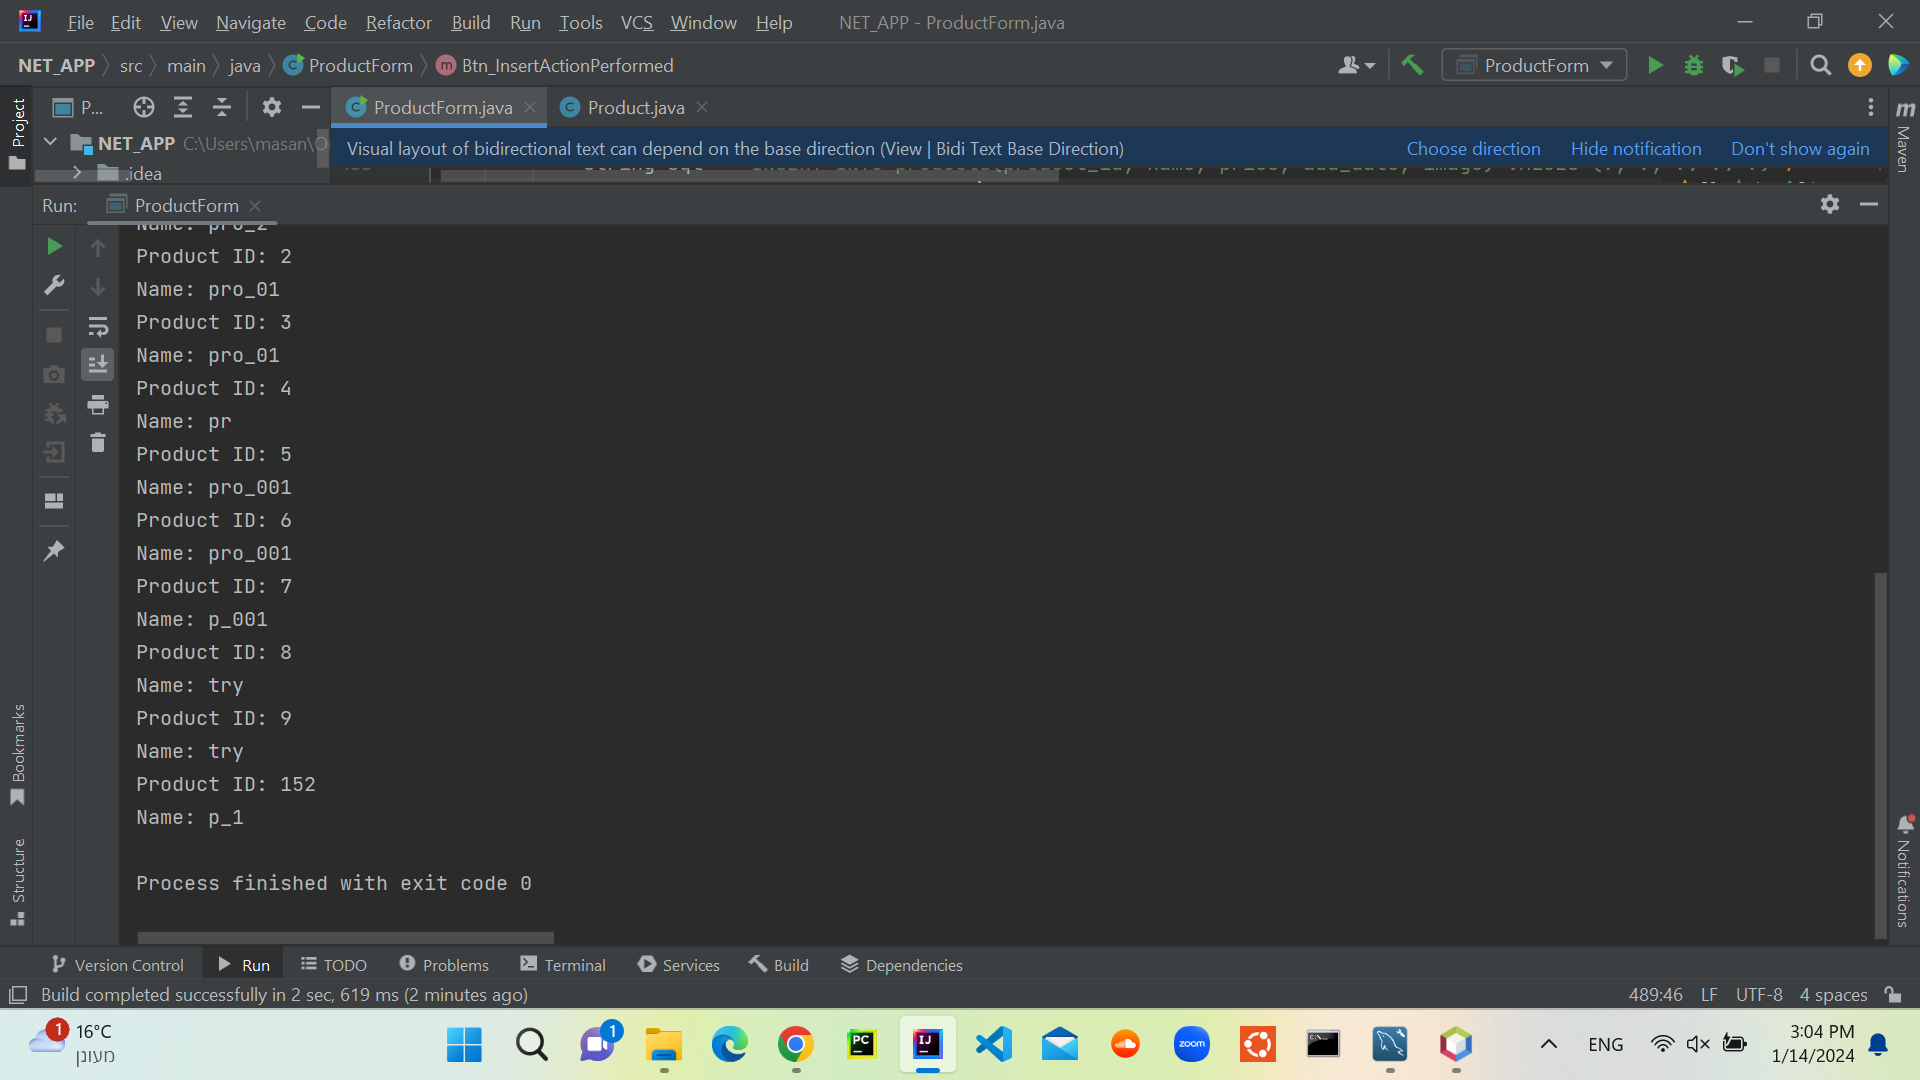 File Edit View Navigate Code Refactor Build Run Tools VCS Window Help NET_APP - ProductForm.java
NET_APP src main java ProductForm Btn_InsertActionPerformed ProductForm
Project P... ProductForm.java Product.java
NET_APP C:\Users\masan\O
Visual layout of bidirectional text can depend on the base direction (View | Bidi Text Base Direction) Choose direction Hide notification Don't show again
.idea
Maven
Run: ProductForm
Name: pro_2
Product ID: 2
Name: pro_01
Product ID: 3
Name: pro_01
Product ID: 4
Name: pr
Product ID: 5
Name: pro_001
Product ID: 6
Name: pro_001
Product ID: 7
Name: p_001
Product ID: 8
Name: try
Product ID: 9
Name: try
Product ID: 152
Name: p_1
Process finished with exit code 0
Bookmarks
Structure
Notifications
Version Control Run TODO Problems Terminal Services Build Dependencies
Build completed successfully in 2 sec, 619 ms (2 minutes ago) 489:46 LF UTF-8 4 spaces
1 16°C
מעונן
1
PC
IJ
zoom
ENG
3:04 PM
1/14/2024